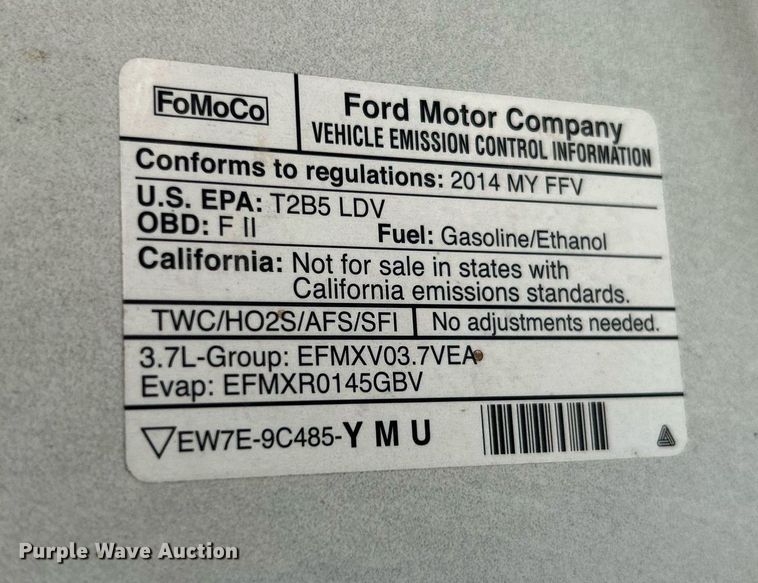 FoMoCo
Ford Motor Company
VEHICLE EMISSION CONTROL INFORMATION
Conforms to regulations: 2014 MY FFV
U.S. EPA: T2B5 LDV
OBD: F II Fuel: Gasoline/Ethanol
California: Not for sale in states with
California emissions standards.
TWC/HO2S/AFS/SFI No adjustments needed.
3.7L-Group: EFMXV03.7VEA
Evap: EFMXR0145GBV
EW7E-9C485-Y M U
Purple Wave Auction